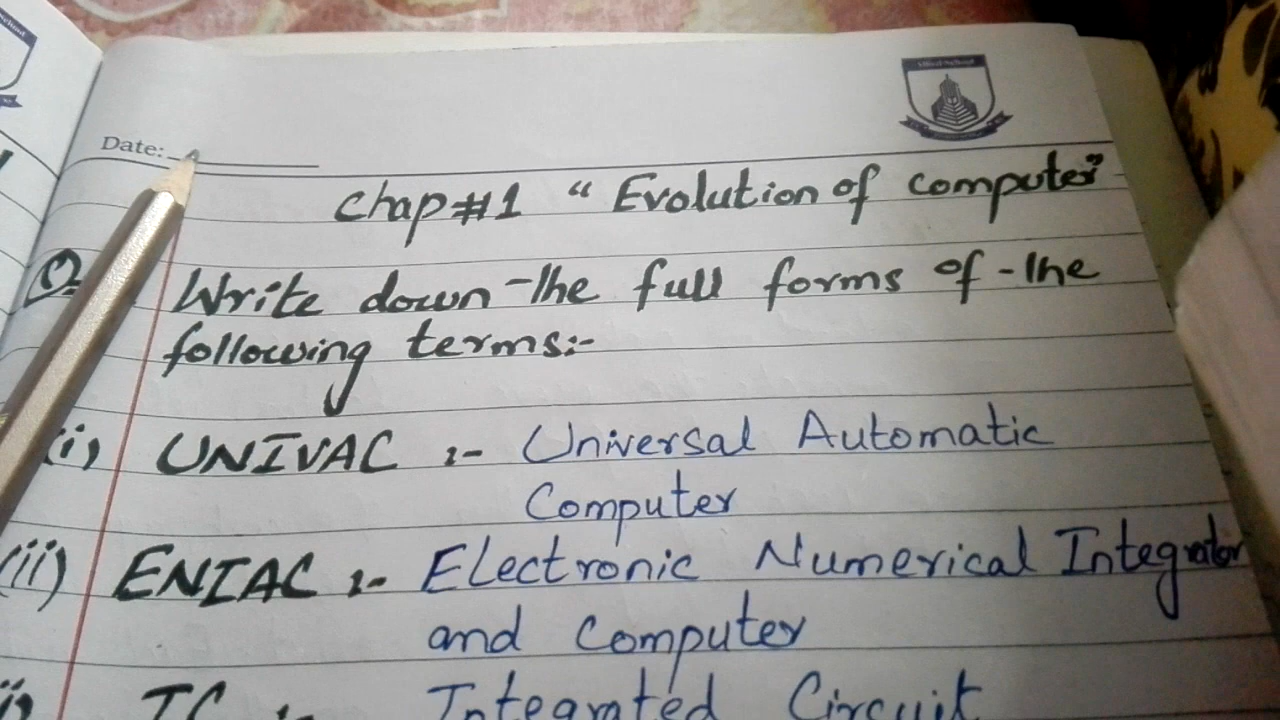 Date:
Chap#1 "Evolution of computer"
Q. Write down the full forms of the
following terms:-
(i) UNIVAC :- Universal Automatic
Computer
(ii) ENIAC :- Electronic Numerical Integrator
and Computer
IC :- Integrated Circuit